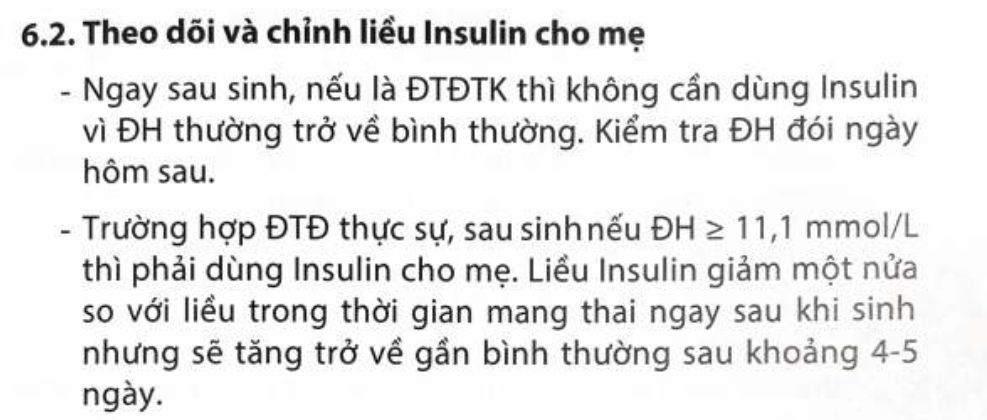 6.2. Theo dõi và chỉnh liều Insulin cho mẹ
- Ngay sau sinh, nếu là ĐTĐTK thì không cần dùng Insulin
vì ĐH thường trở về bình thường. Kiểm tra ĐH đói ngày
hôm sau.
- Trường hợp ĐTĐ thực sự, sau sinh nếu ĐH ≥ 11,1 mmol/L
thì phải dùng Insulin cho mẹ. Liều Insulin giảm một nửa
so với liều trong thời gian mang thai ngay sau khi sinh
nhưng sẽ tăng trở về gần bình thường sau khoảng 4-5
ngày.